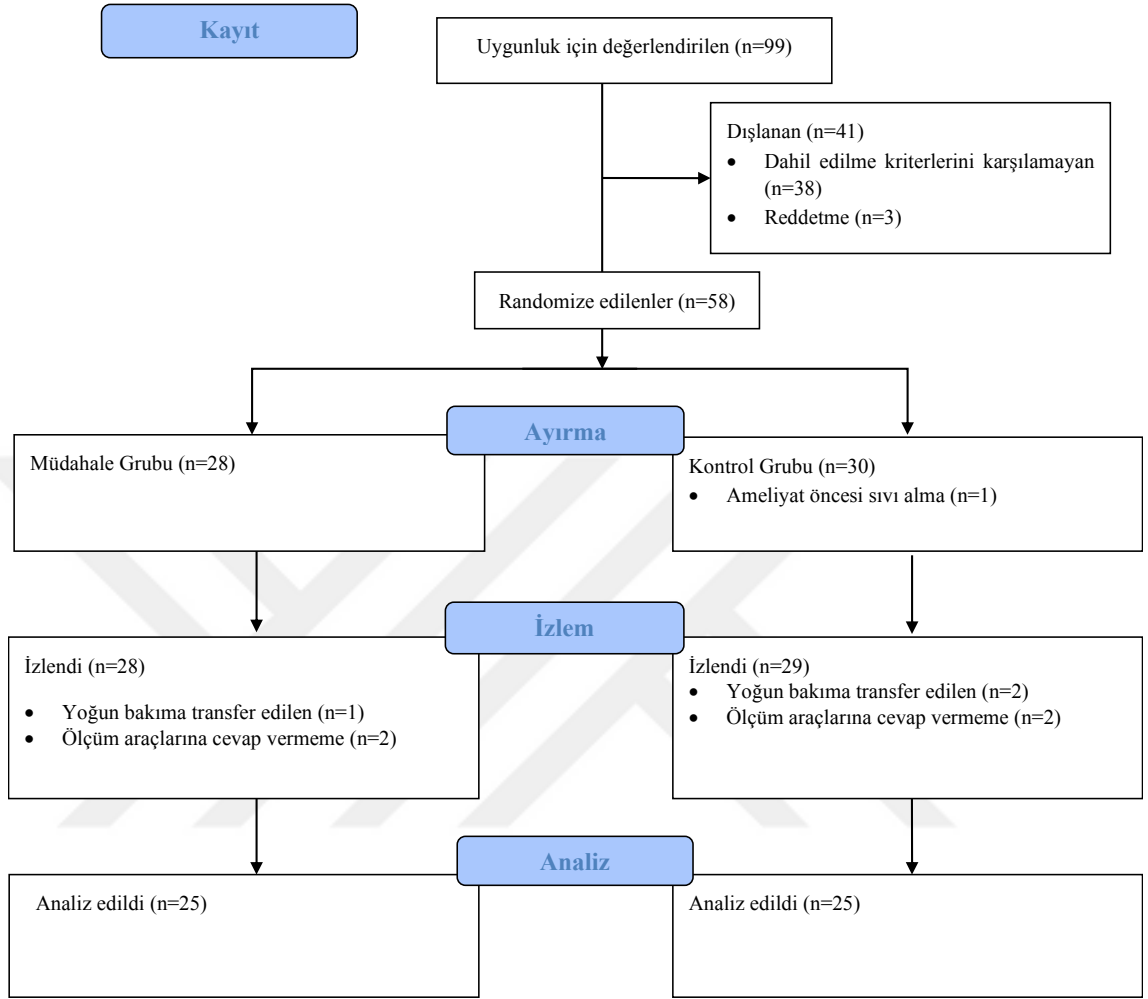 Kayıt
Uygunluk için değerlendirilen (n=99)
Dışlanan (n=41)
• Dahil edilme kriterlerini karşılamayan
(n=38)
• Reddetme (n=3)
Randomize edilenler (n=58)
Ayırma
Müdahale Grubu (n=28)
Kontrol Grubu (n=30)
• Ameliyat öncesi sıvı alma (n=1)
İzlem
İzlendi (n=28)
• Yoğun bakıma transfer edilen (n=1)
• Ölçüm araçlarına cevap vermeme (n=2)
İzlendi (n=29)
• Yoğun bakıma transfer edilen (n=2)
• Ölçüm araçlarına cevap vermeme (n=2)
Analiz
Analiz edildi (n=25)
Analiz edildi (n=25)